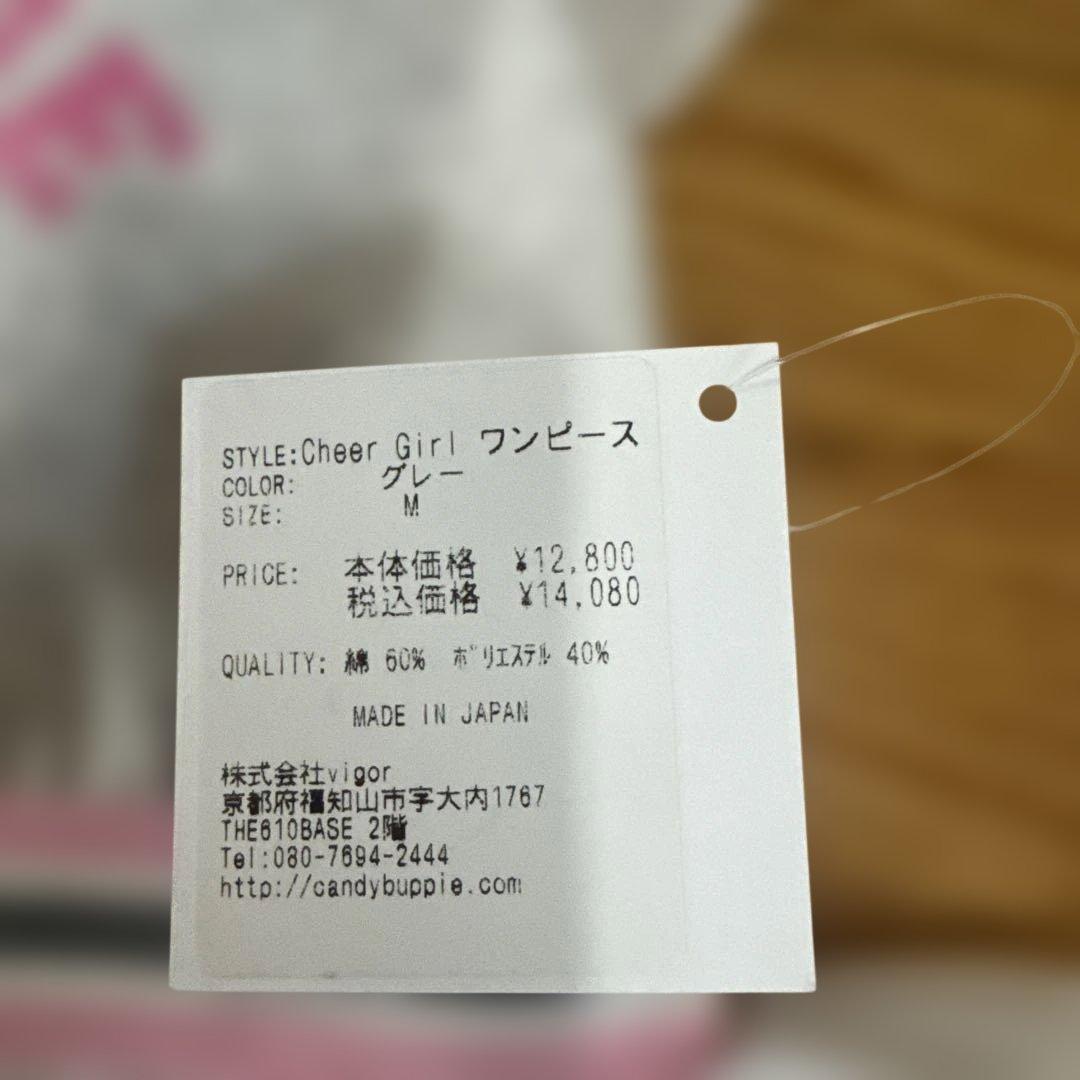 STYLE:Cheer Girl ワンピース
COLOR: グレー
SIZE: M
PRICE: 本体価格 ¥12,800
税込価格 ¥14,080
QUALITY: 綿 60% ポリエステル 40%
MADE IN JAPAN
株式会社vigor
京都府福知山市字大内1767
THE610BASE 2階
Tel:080-7694-2444
http://candybuppie.com